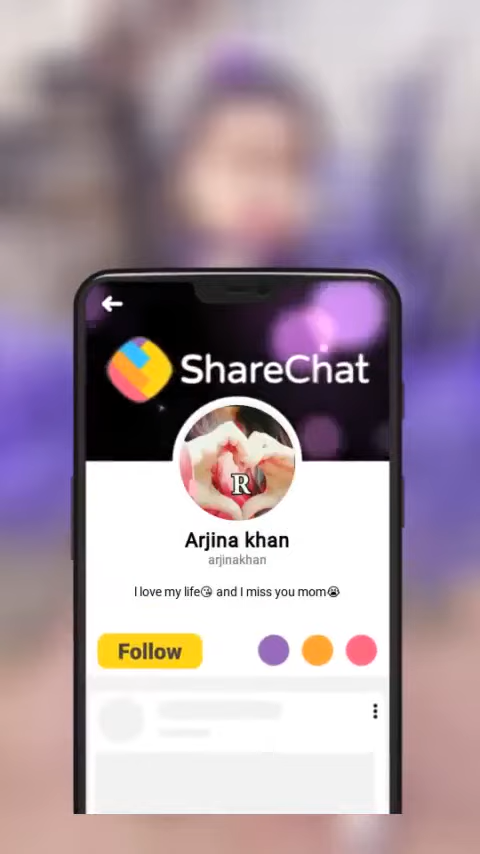 ShareChat
R
Arjina khan
arjinakhan
I love my life😘 and I miss you mom😭
Follow